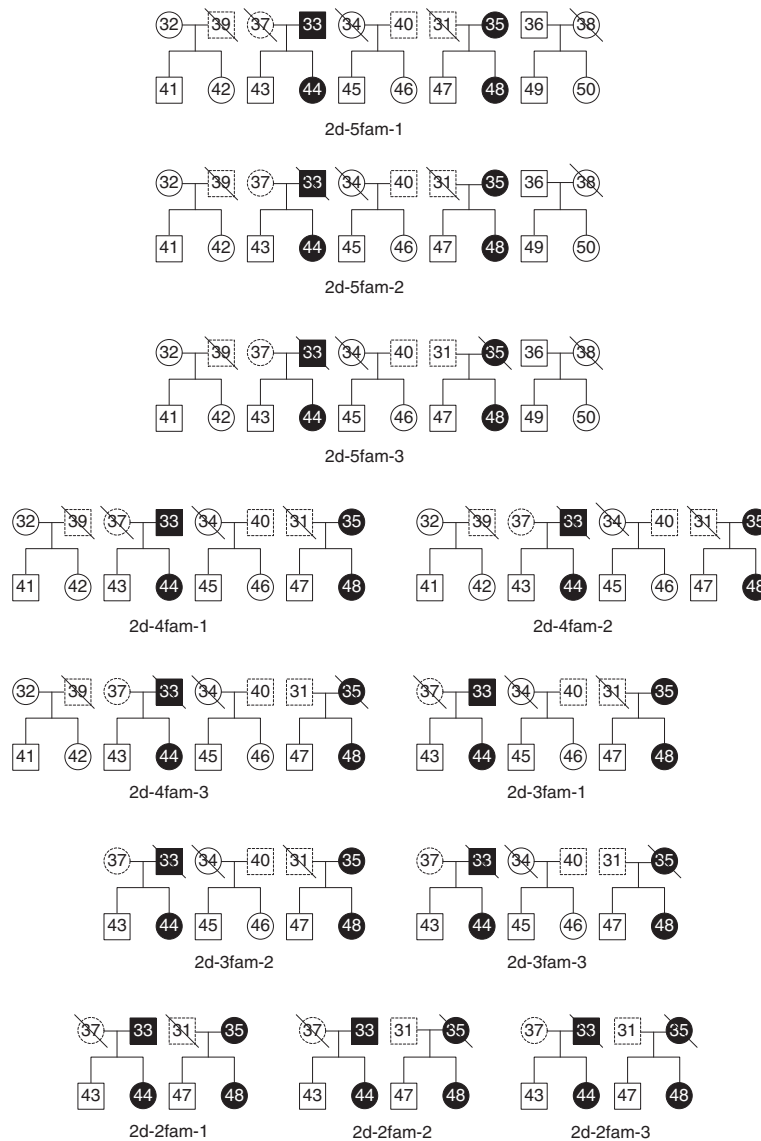 32 39 37 33 34 40 31 35 36 38
41 42 43 44 45 46 47 48 49 50
2d-5fam-1
32 39 37 33 34 40 31 35 36 38
41 42 43 44 45 46 47 48 49 50
2d-5fam-2
32 39 37 33 34 40 31 35 36 38
41 42 43 44 45 46 47 48 49 50
2d-5fam-3
32 39 37 33 34 40 31 35
41 42 43 44 45 46 47 48
2d-4fam-1
32 39 37 33 34 40 31 35
41 42 43 44 45 46 47 48
2d-4fam-2
32 39 37 33 34 40 31 35
41 42 43 44 45 46 47 48
2d-4fam-3
37 33 34 40 31 35
43 44 45 46 47 48
2d-3fam-1
37 33 34 40 31 35
43 44 45 46 47 48
2d-3fam-2
37 33 34 40 31 35
43 44 45 46 47 48
2d-3fam-3
37 33 31 35
43 44 47 48
2d-2fam-1
37 33 31 35
43 44 47 48
2d-2fam-2
37 33 31 35
43 44 47 48
2d-2fam-3